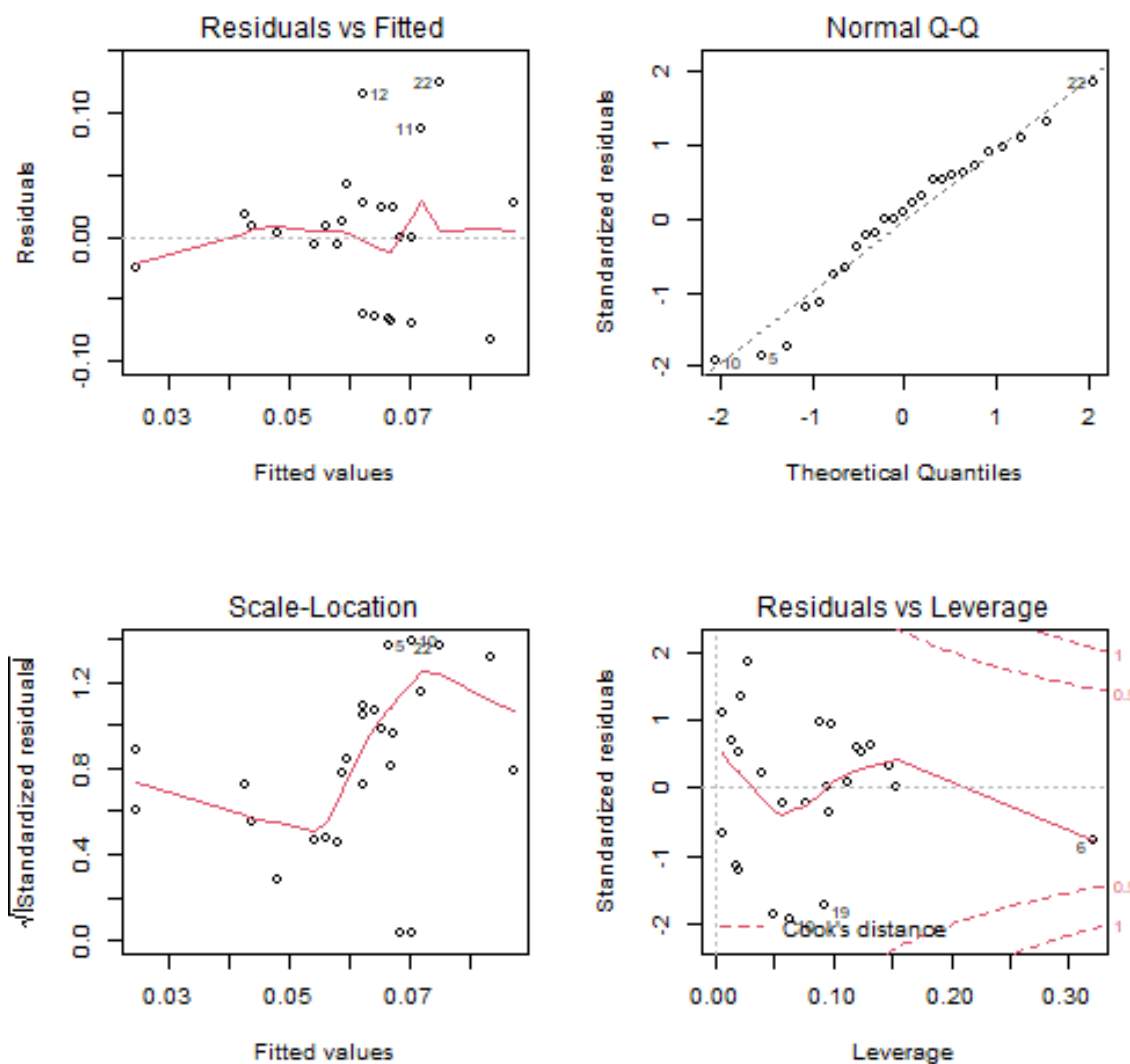 Residuals vs Fitted
Residuals
0.10
0.00
-0.10
12
22
11
0.03 0.05 0.07
Fitted values
Normal Q-Q
Standardized residuals
2
1
0
-1
-2
22
10
5
-2 -1 0 1 2
Theoretical Quantiles
Scale-Location
√|Standardized residuals|
1.2
0.8
0.4
0.0
5
10
22
0.03 0.05 0.07
Fitted values
Residuals vs Leverage
Standardized residuals
2
1
0
-1
-2
1
0.5
6
0.5
1
19
Cook's distance
0.00 0.10 0.20 0.30
Leverage